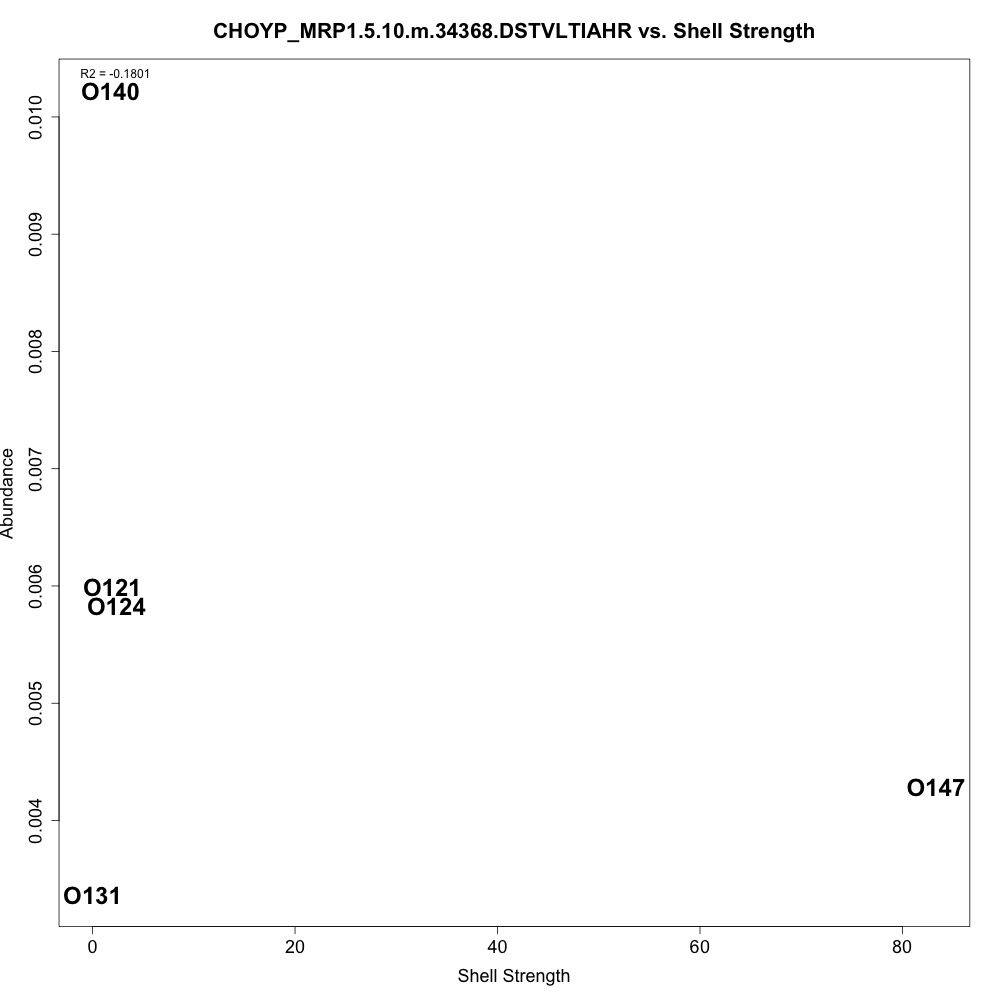 CHOYP_MRP1.5.10.m.34368.DSTVLTIAHR vs. Shell Strength
R2 = -0.1801
O140
0.010
0.009
0.008
0.007
Abundance
0.006
O121
O124
0.005
O147
0.004
O131
0 20 40 60 80
Shell Strength